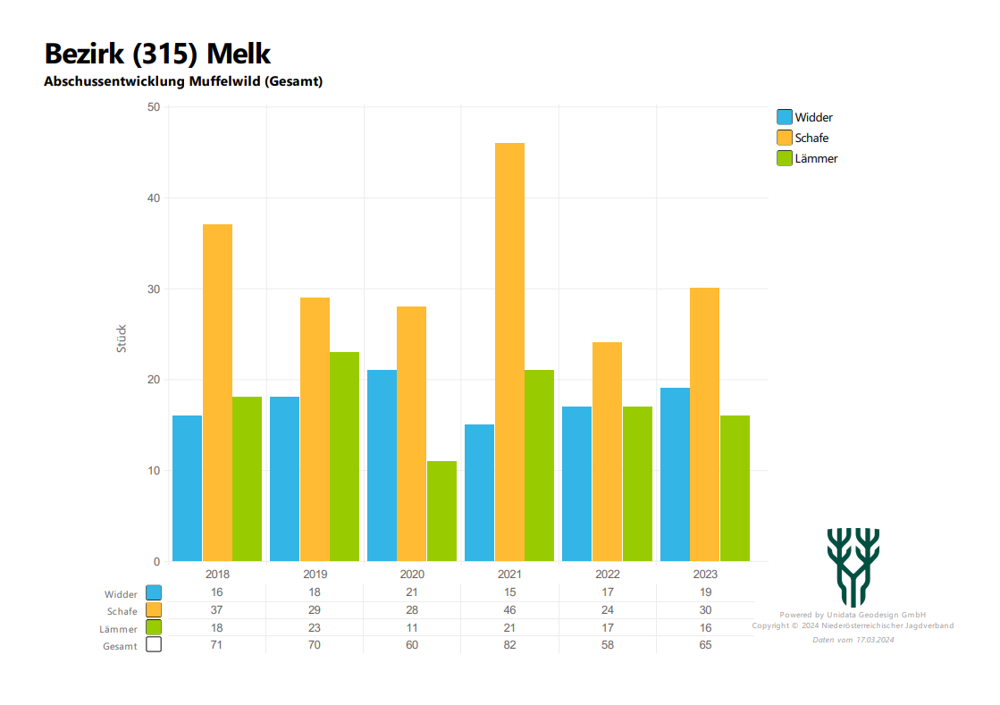 Bezirk (315) Melk
Abschussentwicklung Muffelwild (Gesamt)
50
40
30
20
10
0
Stück
Widder
Schafe
Lämmer
2018 2019 2020 2021 2022 2023
Widder 16 18 21 15 17 19
Schafe 37 29 28 46 24 30
Lämmer 18 23 11 21 17 16
Gesamt 71 70 60 82 58 65
Powered by Unidata Geodesign GmbH
Copyright © 2024 Niederösterreichischer Jagdverband
Daten vom 17.03.2024